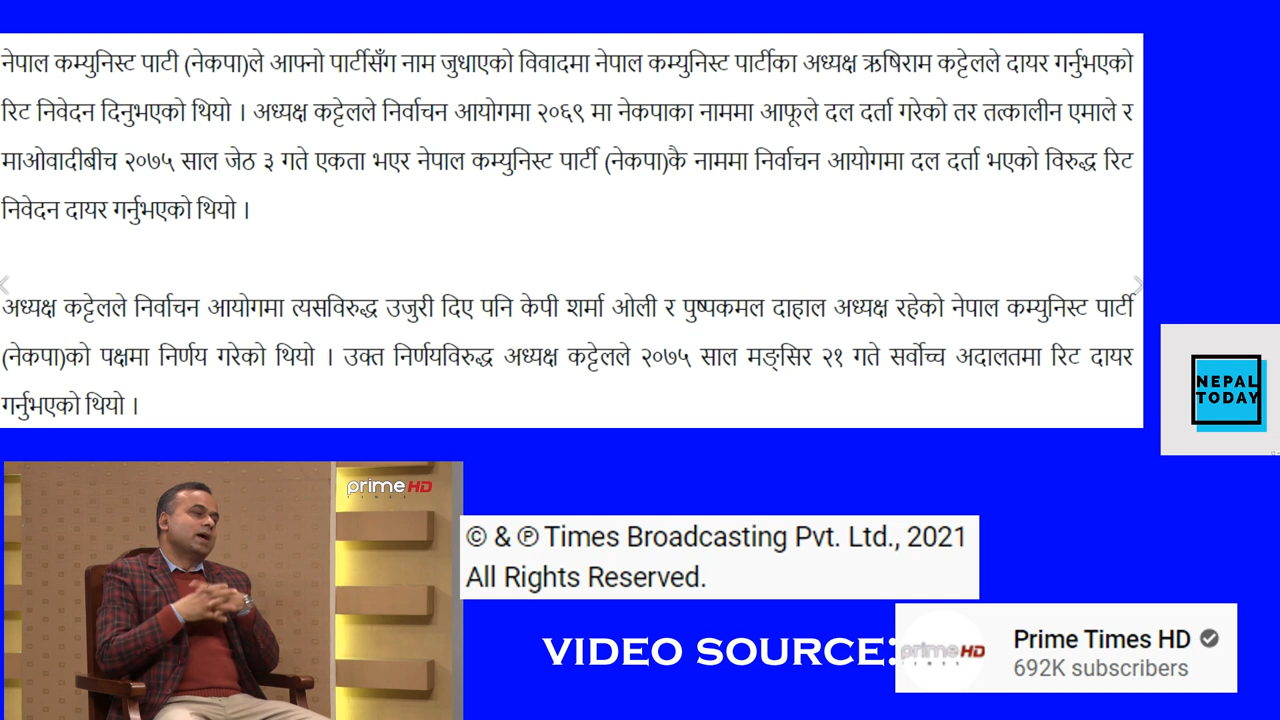 नेपाल कम्युनिस्ट पाटी (नेकपा)ले आफ्नो पार्टीसँग नाम जुधाएको विवादमा नेपाल कम्युनिस्ट पार्टीका अध्यक्ष ऋषिराम कट्टेलले दायर गर्नुभएको
रिट निवेदन दिनुभएको थियो । अध्यक्ष कट्टेलले निर्वाचन आयोगमा २०६९ मा नेकपाका नाममा आफूले दल दर्ता गरेको तर तत्कालीन एमाले र
माओवादीबीच २०७५ साल जेठ ३ गते एकता भएर नेपाल कम्युनिस्ट पार्टी (नेकपा)कै नाममा निर्वाचन आयोगमा दल दर्ता भएको विरुद्ध रिट
निवेदन दायर गर्नुभएको थियो ।
अध्यक्ष कट्टेलले निर्वाचन आयोगमा त्यसविरुद्ध उजुरी दिए पनि केपी शर्मा ओली र पुष्पकमल दाहाल अध्यक्ष रहेको नेपाल कम्युनिस्ट पार्टी
(नेकपा)को पक्षमा निर्णय गरेको थियो । उक्त निर्णयविरुद्ध अध्यक्ष कट्टेलले २०७५ साल मङ्सिर २१ गते सर्वोच्च अदालतमा रिट दायर
गर्नुभएको थियो ।
NEPAL
TODAY
prime HD
TIMES
© & ℗ Times Broadcasting Pvt. Ltd., 2021
All Rights Reserved.
VIDEO SOURCE:
prime HD
TIMES
Prime Times HD
692K subscribers